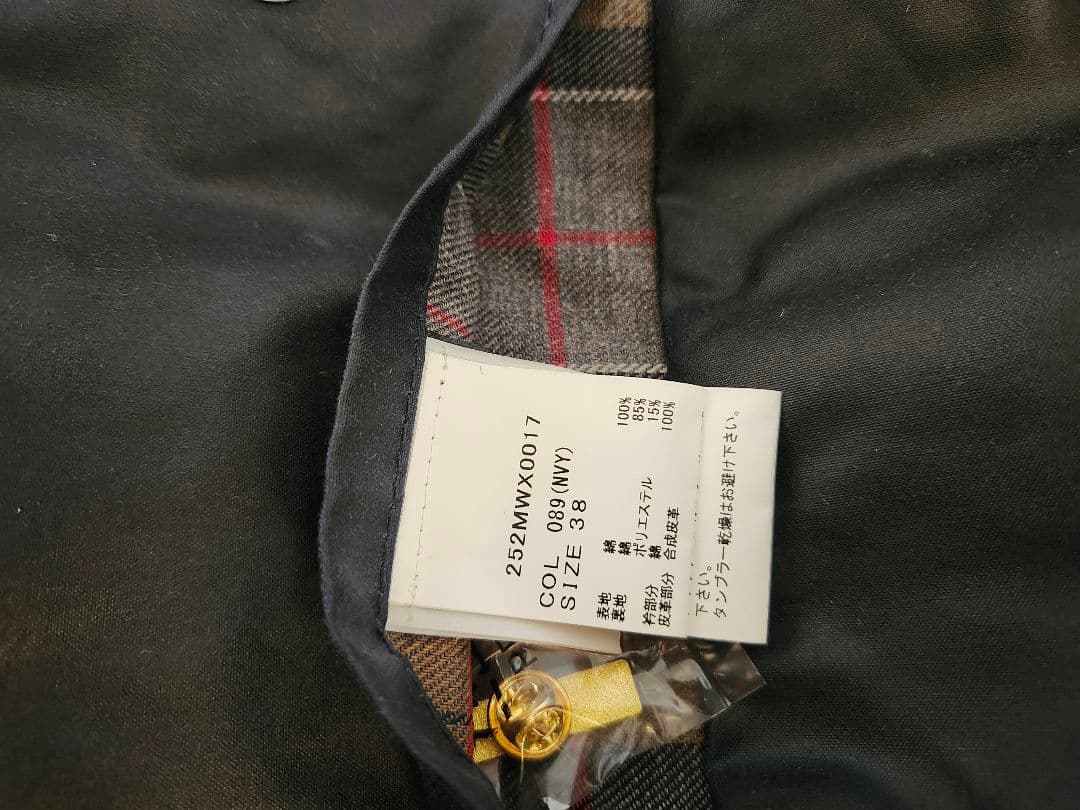 252MWX0017
COL 089(NVY)
SIZE 38
表地 綿 100%
裏地 綿 85%
ポリエステル 15%
衿部分 綿 100%
皮革部分 合成皮革
下さい。
タンブラー乾燥はお避け下さい。